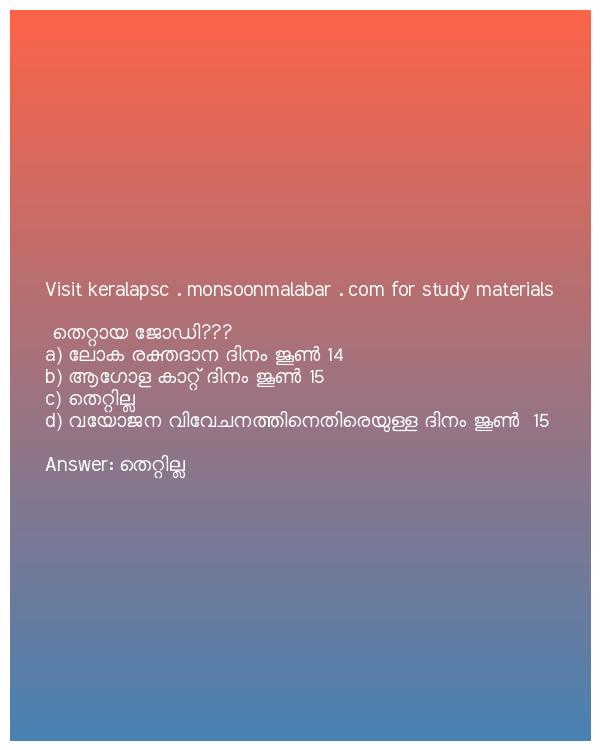 Visit keralapsc . monsoonmalabar . com for study materials
തെറ്റായ ജോഡി???
a) ലോക രക്തദാന ദിനം ജൂൺ 14
b) ആഗോള കാറ്റ് ദിനം ജൂൺ 15
c) തെറ്റില്ല
d) വയോജന വിവേചനത്തിനെതിരെയുള്ള ദിനം ജൂൺ  15
Answer: തെറ്റില്ല